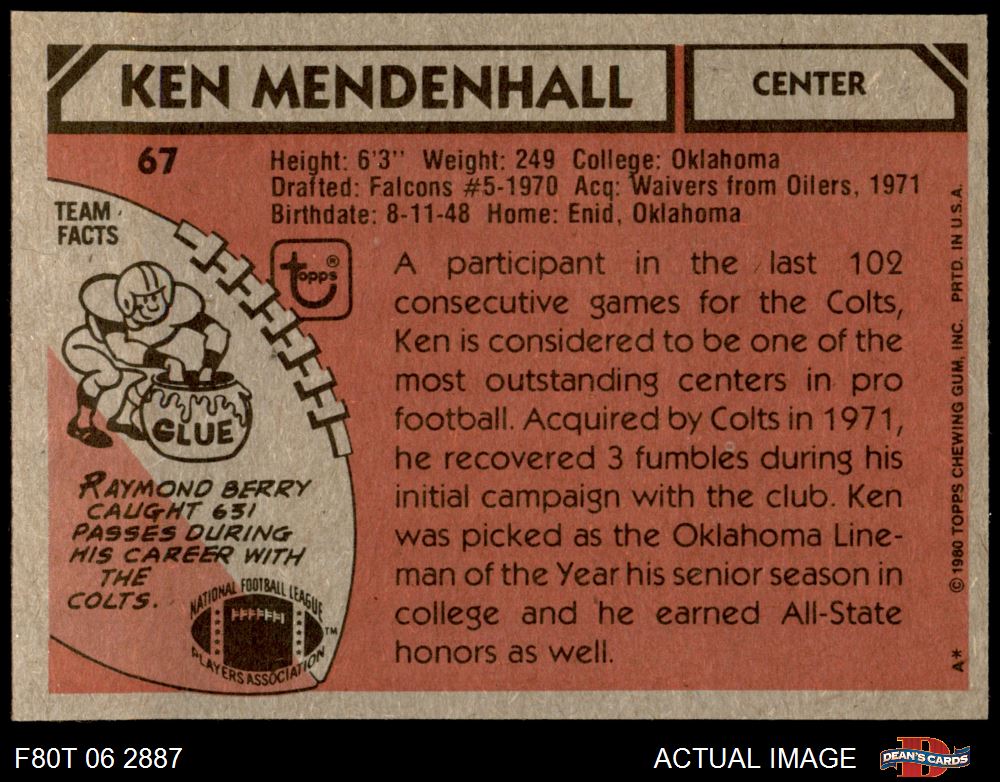 KEN MENDENHALL
CENTER
67
Height: 6'3" Weight: 249 College: Oklahoma
Drafted: Falcons #5-1970 Acq: Waivers from Oilers, 1971
Birthdate: 8-11-48 Home: Enid, Oklahoma
TEAM
FACTS
topps ®
GLUE
RAYMOND BERRY
CAUGHT 631
PASSES DURING
HIS CAREER WITH
THE
COLTS.
NATIONAL FOOTBALL LEAGUE
PLAYERS ASSOCIATION
TM
A participant in the last 102
consecutive games for the Colts,
Ken is considered to be one of the
most outstanding centers in pro
football. Acquired by Colts in 1971,
he recovered 3 fumbles during his
initial campaign with the club. Ken
was picked as the Oklahoma Line-
man of the Year his senior season in
college and he earned All-State
honors as well.
A* © 1980 TOPPS CHEWING GUM, INC. PRTD. IN U.S.A.
F80T 06 2887
ACTUAL IMAGE
DEAN'S CARDS